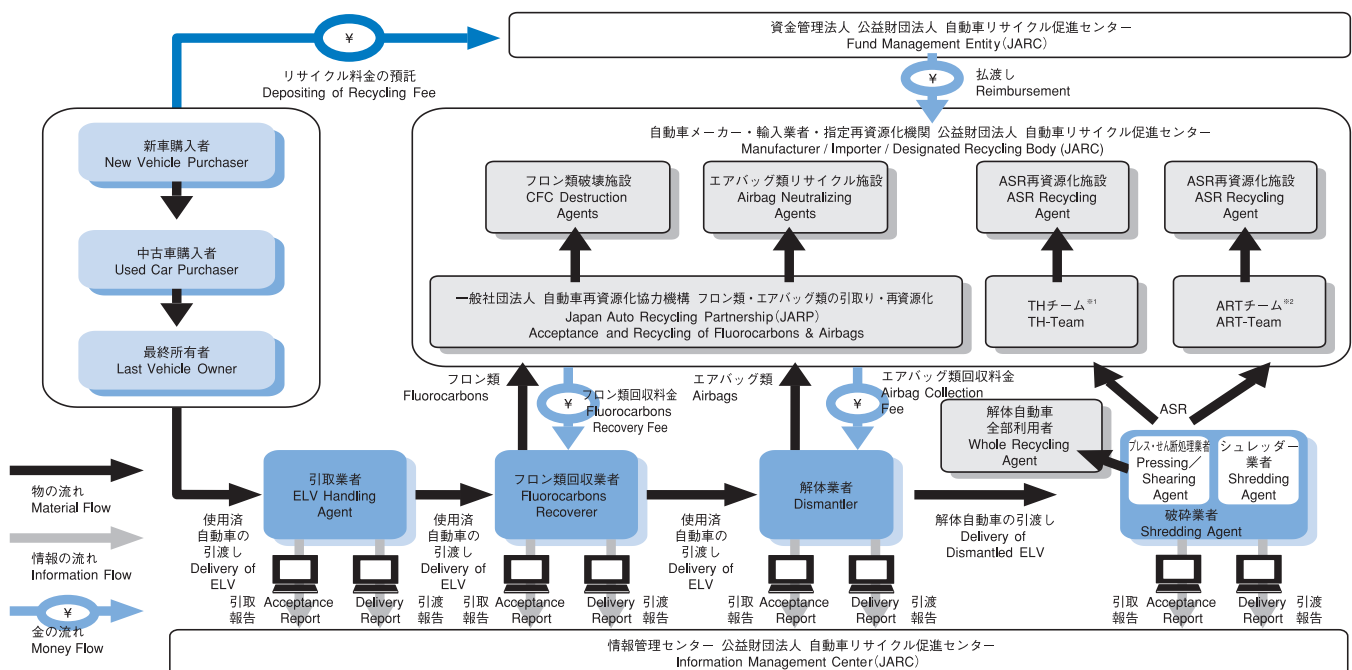 資金管理法人 公益財団法人 自動車リサイクル促進センター
Fund Management Entity(JARC)
¥
リサイクル料金の預託
Depositing of Recycling Fee
¥
払渡し
Reimbursement
新車購入者
New Vehicle Purchaser
中古車購入者
Used Car Purchaser
最終所有者
Last Vehicle Owner
自動車メーカー・輸入業者・指定再資源化機関 公益財団法人 自動車リサイクル促進センター
Manufacturer / Importer / Designated Recycling Body (JARC)
フロン類破壊施設
CFC Destruction
Agents
エアバッグ類リサイクル施設
Airbag Neutralizing
Agents
ASR再資源化施設
ASR Recycling
Agent
ASR再資源化施設
ASR Recycling
Agent
一般社団法人 自動車再資源化協力機構 フロン類・エアバッグ類の引取り・再資源化
Japan Auto Recycling Partnership(JARP)
Acceptance and Recycling of Fluorocarbons & Airbags
THチーム※1
TH-Team
ARTチーム※2
ART-Team
フロン類
Fluorocarbons
¥
フロン類回収料金
Fluorocarbons
Recovery Fee
エアバッグ類
Airbags
¥
エアバッグ類回収料金
Airbag Collection
Fee
ASR
解体自動車
全部利用者
Whole Recycling
Agent
プレス・せん断処理業者
Pressing／
Shearing
Agent
シュレッダー
業者
Shredding
Agent
破砕業者
Shredding Agent
引取業者
ELV Handling
Agent
フロン類回収業者
Fluorocarbons
Recoverer
解体業者
Dismantler
物の流れ
Material Flow
情報の流れ
Information Flow
¥
金の流れ
Money Flow
使用済
自動車の
引渡し
Delivery of
ELV
使用済
自動車の
引渡し
Delivery of
ELV
使用済
自動車の
引渡し
Delivery of
ELV
解体自動車の引渡し
Delivery of
Dismantled ELV
引取
報告
Acceptance
Report
Delivery
Report
引渡
報告
引取
報告
Acceptance
Report
Delivery
Report
引渡
報告
引取
報告
Acceptance
Report
Delivery
Report
引渡
報告
引取
報告
Acceptance
Report
Delivery
Report
引渡
報告
情報管理センター 公益財団法人 自動車リサイクル促進センター
Information Management Center(JARC)